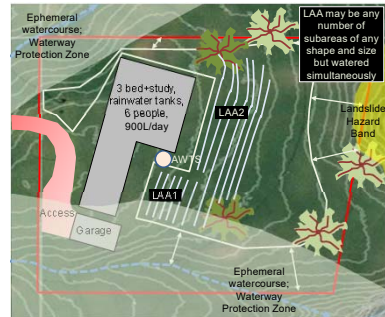 Ephemeral
watercourse;
Waterway
Protection Zone
LAA may be any
number of
subareas of any
shape and size
but watered
simultaneously
3 bed+study,
rainwater tanks,
6 people,
900L/day
LAA2
Landslide
Hazard
Band
AWTS
LAA1
Access
Garage
Ephemeral
watercourse;
Waterway
Protection Zone